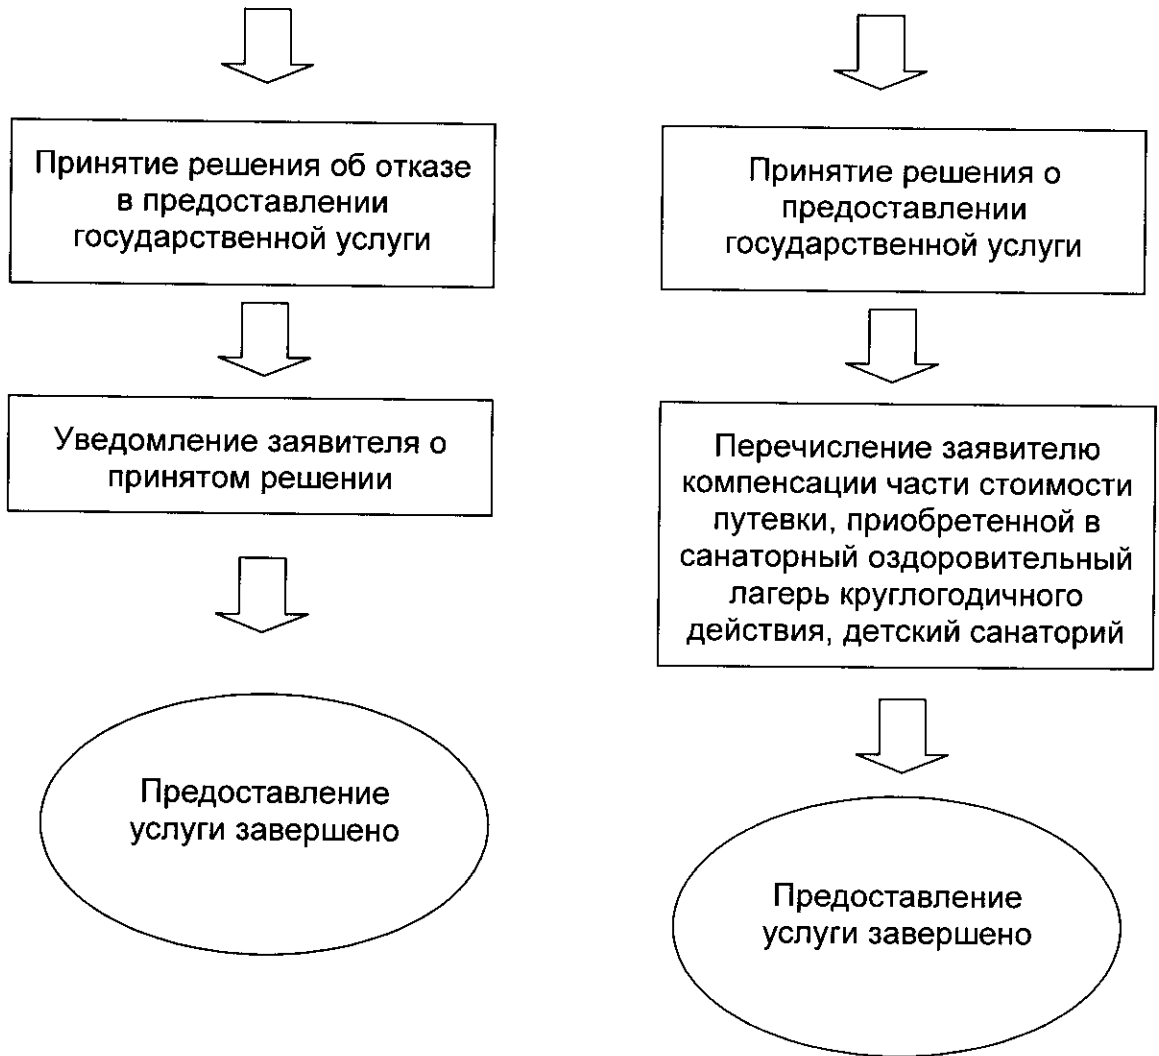 Принятие решения об отказе
в предоставлении
государственной услуги
Уведомление заявителя о
принятом решении
Предоставление
услуги завершено
Принятие решения о
предоставлении
государственной услуги
Перечисление заявителю
компенсации части стоимости
путевки, приобретенной в
санаторный оздоровительный
лагерь круглогодичного
действия, детский санаторий
Предоставление
услуги завершено